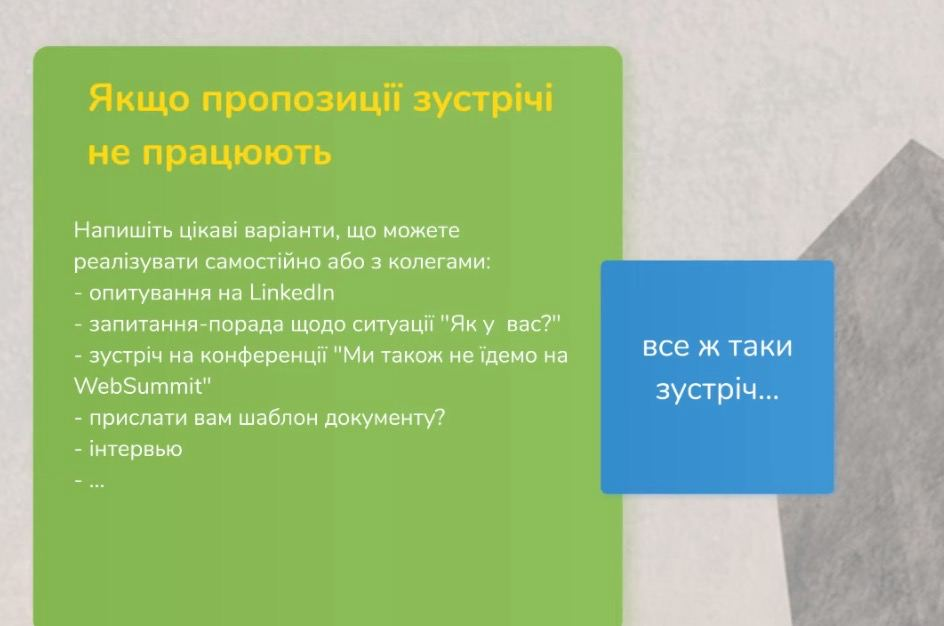 Якщо пропозиції зустрічі
не працюють
Напишіть цікаві варіанти, що можете
реалізувати самостійно або з колегами:
- опитування на LinkedIn
- запитання-порада щодо ситуації "Як у  вас?"
- зустріч на конференції "Ми також не їдемо на
WebSummit"
- прислати вам шаблон документу?
- інтервью
- ...
все ж таки
зустріч...